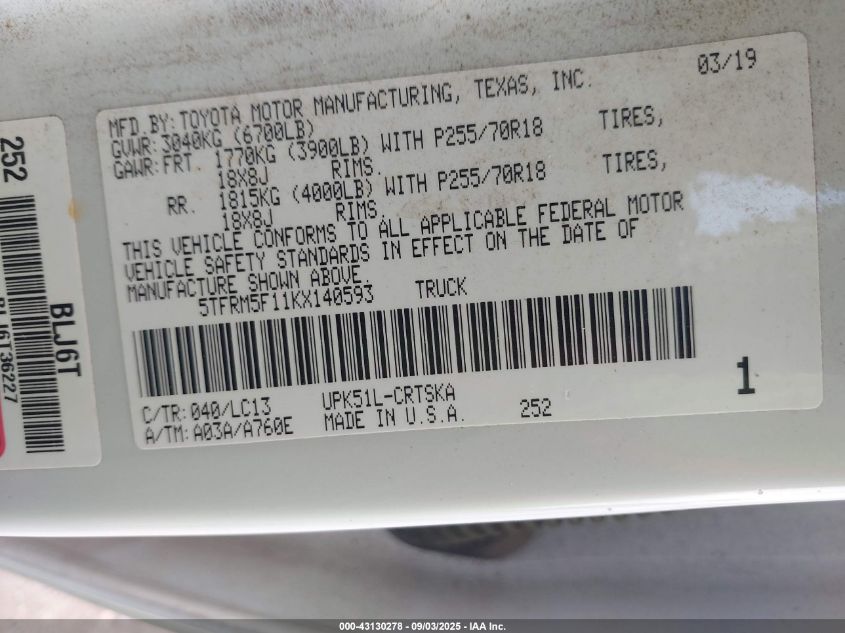 03/19
MFD.BY:TOYOTA MOTOR MANUFACTURING, TEXAS, INC.
GVWR:3040KG (6700LB)
GAWR:FRT. 1770KG (3900LB) WITH P255/70R18 TIRES,
18X8J RIMS.
RR. 1815KG (4000LB) WITH P255/70R18 TIRES,
18X8J RIMS.
THIS VEHICLE CONFORMS TO ALL APPLICABLE FEDERAL MOTOR
VEHICLE SAFETY STANDARDS IN EFFECT ON THE DATE OF
MANUFACTURE SHOWN ABOVE.
5TFRM5F11KX140593 TRUCK
C/TR:040/LC13 UPK51L-CRTSKA
A/TM:A03A/A760E MADE IN U.S.A. 252
1
252
BLJ6T
BLJ6T36227
000-43130278 - 09/03/2025 - IAA Inc.